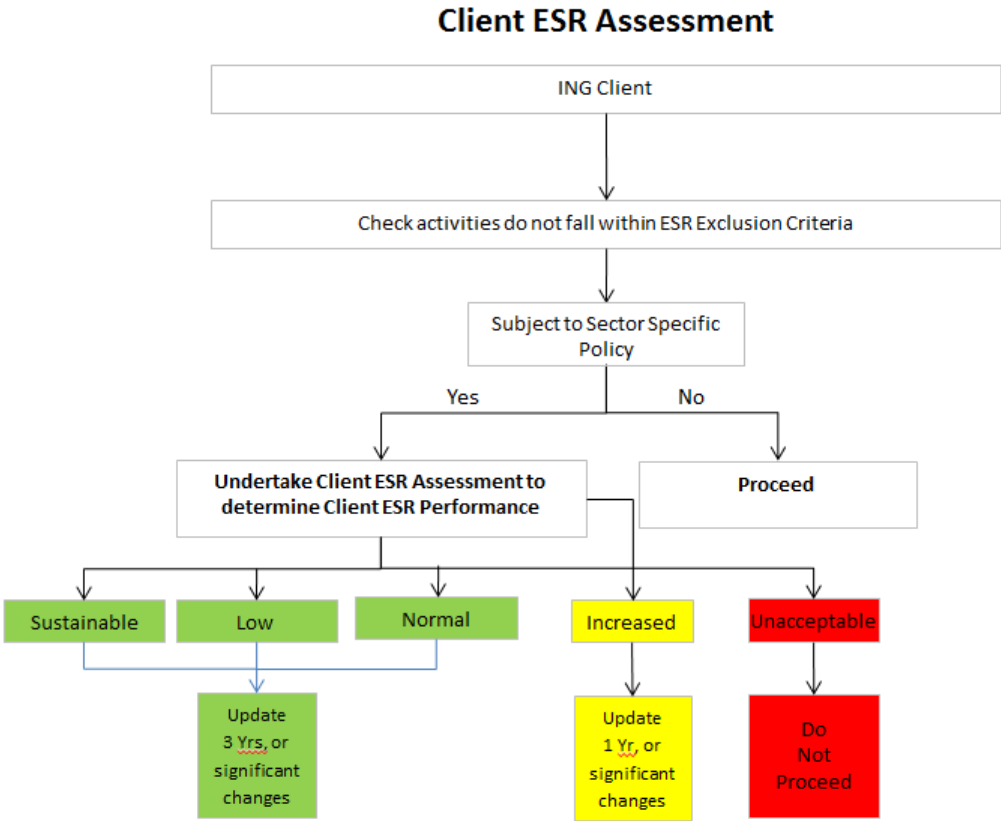 Client ESR Assessment
ING Client
Check activities do not fall within ESR Exclusion Criteria
Subject to Sector Specific
Policy
Yes
No
Undertake Client ESR Assessment to
determine Client ESR Performance
Proceed
Sustainable
Low
Normal
Increased
Unacceptable
Update
3 Yrs, or
significant
changes
Update
1 Yr, or
significant
changes
Do
Not
Proceed